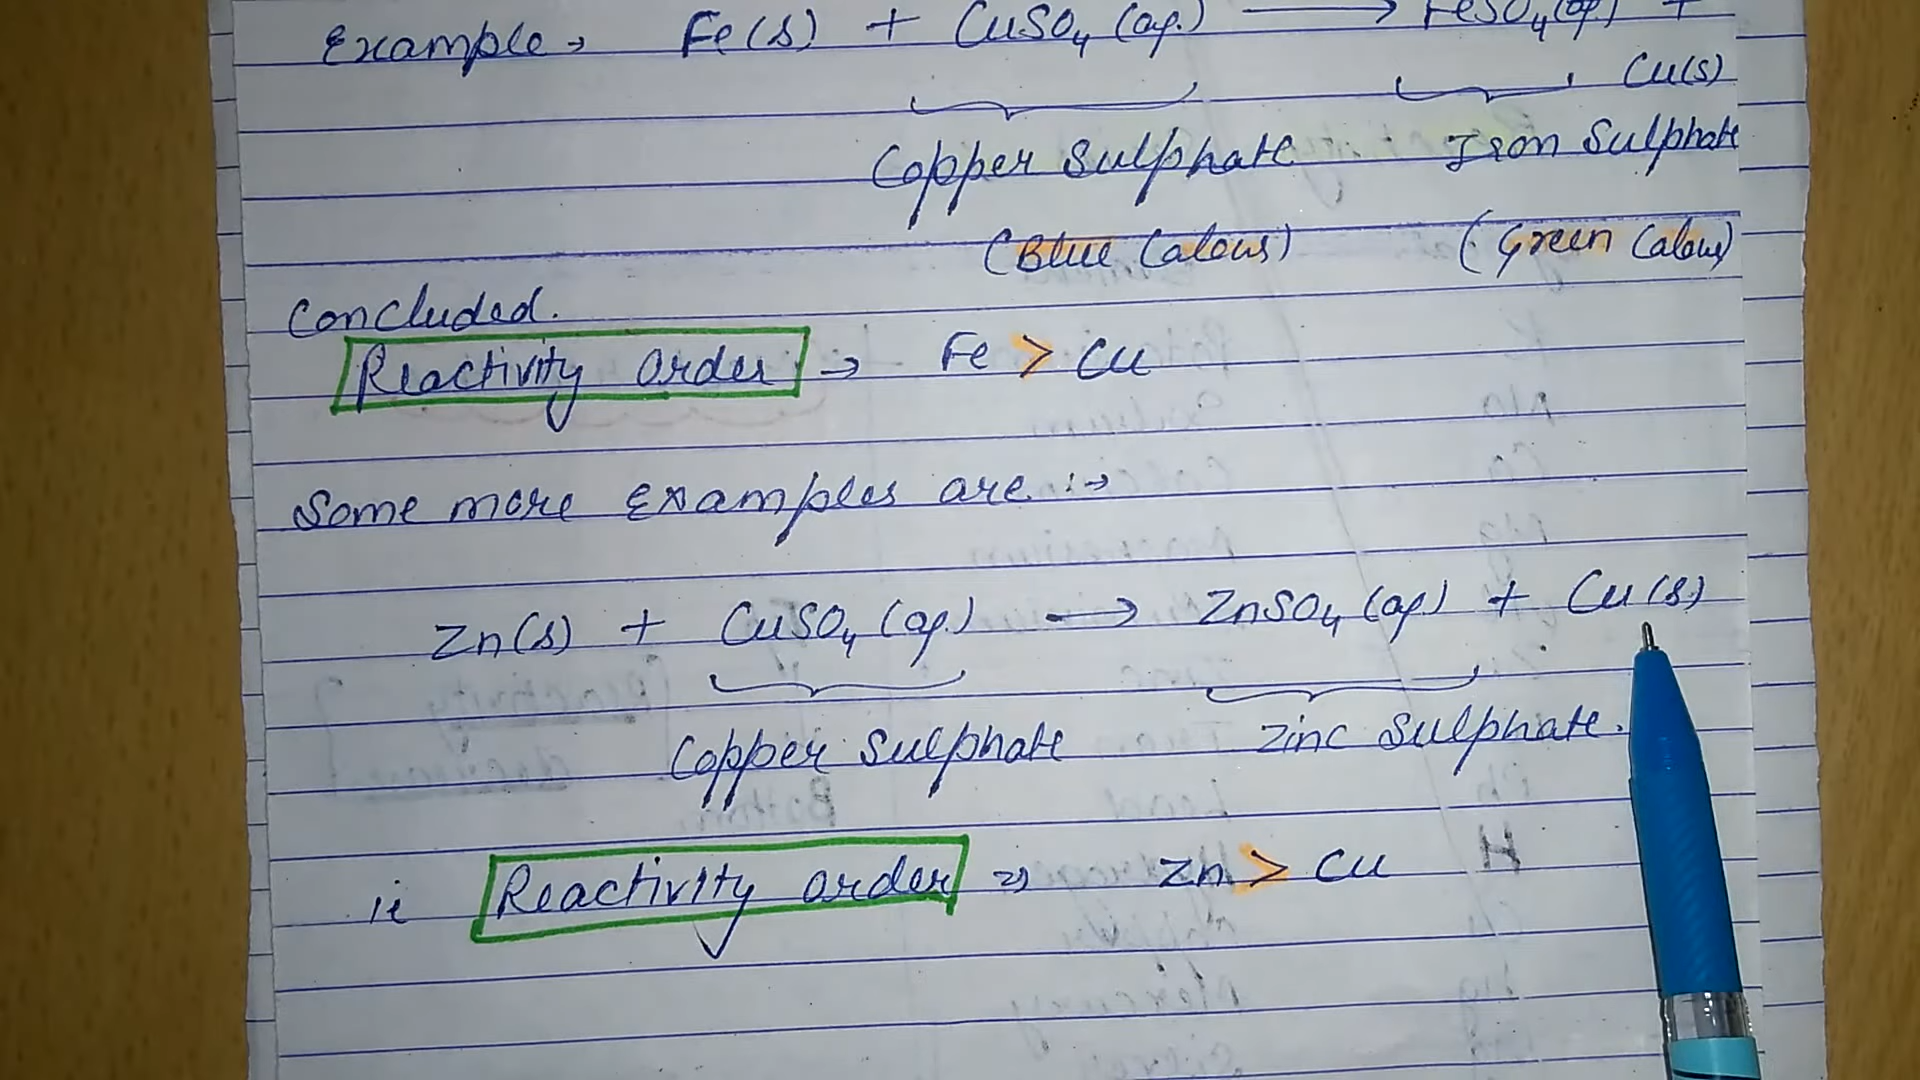 Example → Fe(s) + CuSO₄(aq.) ⟶ FeSO₄(aq) +
Cu(s)
Copper Sulphate Iron Sulphate
(Blue Colour) (Green Colour)
Concluded.
Reactivity order → Fe > Cu
Some more examples are :→
Zn(s) + CuSO₄(aq.) → ZnSO₄(aq.) + Cu(s)
Copper Sulphate Zinc Sulphate.
ie Reactivity order ⇒ Zn > Cu